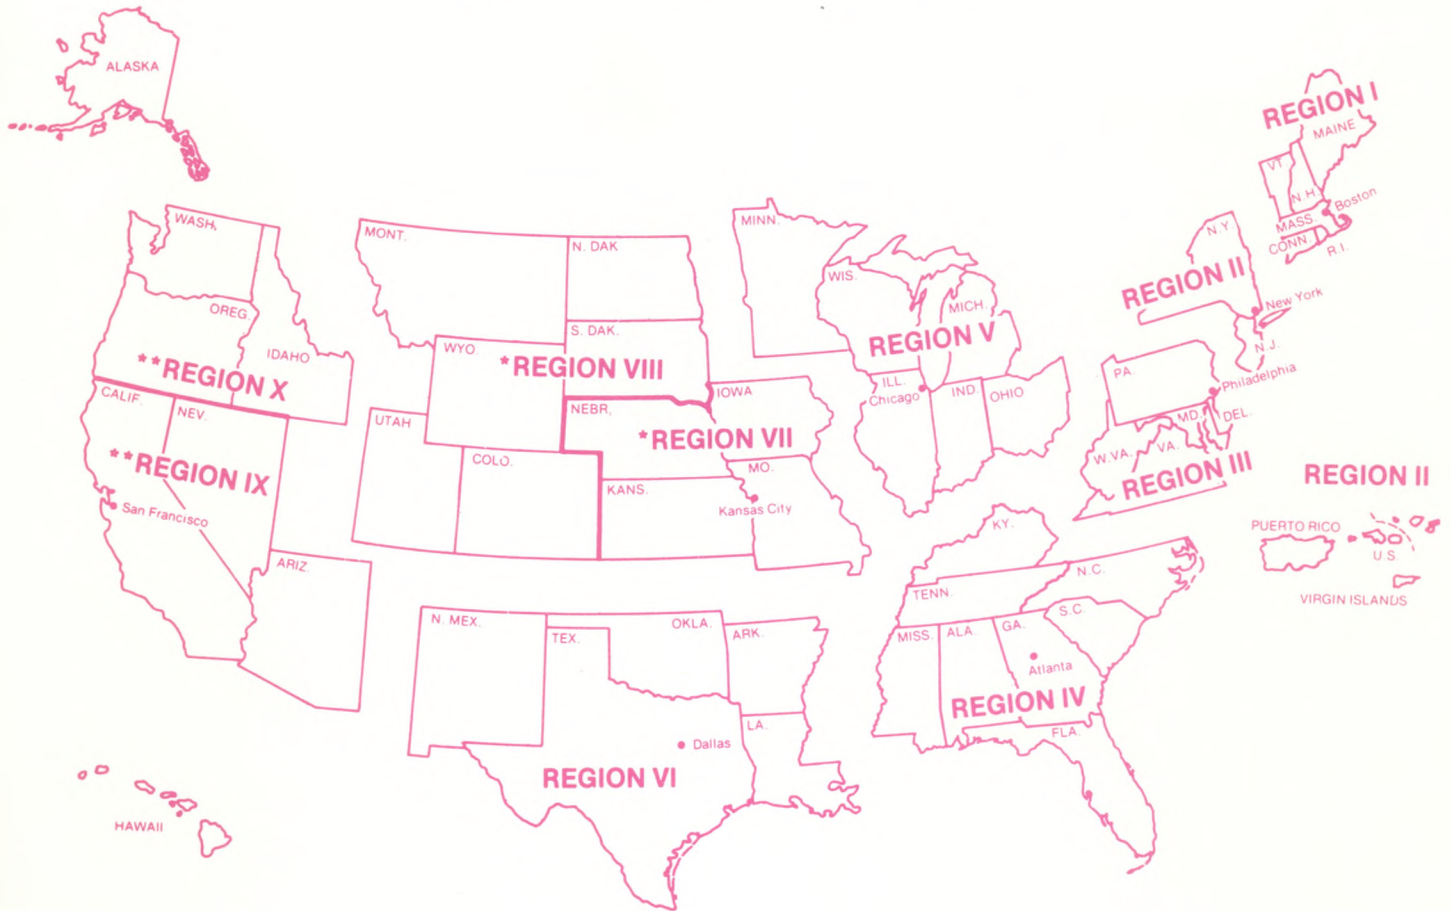 ALASKA
REGION I
MAINE
VT.
N.H.
Boston
MASS.
CONN.
R.I.
WASH.
MONT.
N. DAK
MINN.
N.Y.
REGION II
New York
N.J.
OREG.
IDAHO
**REGION X
S. DAK.
WYO.
*REGION VIII
WIS.
MICH.
REGION V
PA.
Philadelphia
CALIF.
NEV.
UTAH
NEBR.
IOWA
ILL.
Chicago
IND.
OHIO
MD.
DEL.
*REGION VII
W.VA.
VA.
REGION III
**REGION IX
San Francisco
COLO.
KANS.
MO.
Kansas City
REGION II
PUERTO RICO
U.S.
VIRGIN ISLANDS
KY.
ARIZ.
TENN.
N.C.
N. MEX.
TEX.
OKLA.
ARK.
MISS.
ALA.
GA.
S.C.
Atlanta
REGION IV
LA.
FLA.
Dallas
REGION VI
HAWAII